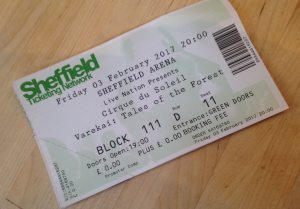 Sheffield
Ticketing Network
Friday 03 February 2017 20:00
SHEFFIELD ARENA
Live Nation Presents
Cirque du Soleil
Varekai: Tales of the Forest
BLOCK 111 Row D Seat 11
Doors Open:19:00 Entrance:GREEN DOORS
£ 0.00 PLUS £ 0.00 BOOKING FEE
Promoter Comp
Friday 03 February 2017 20:00